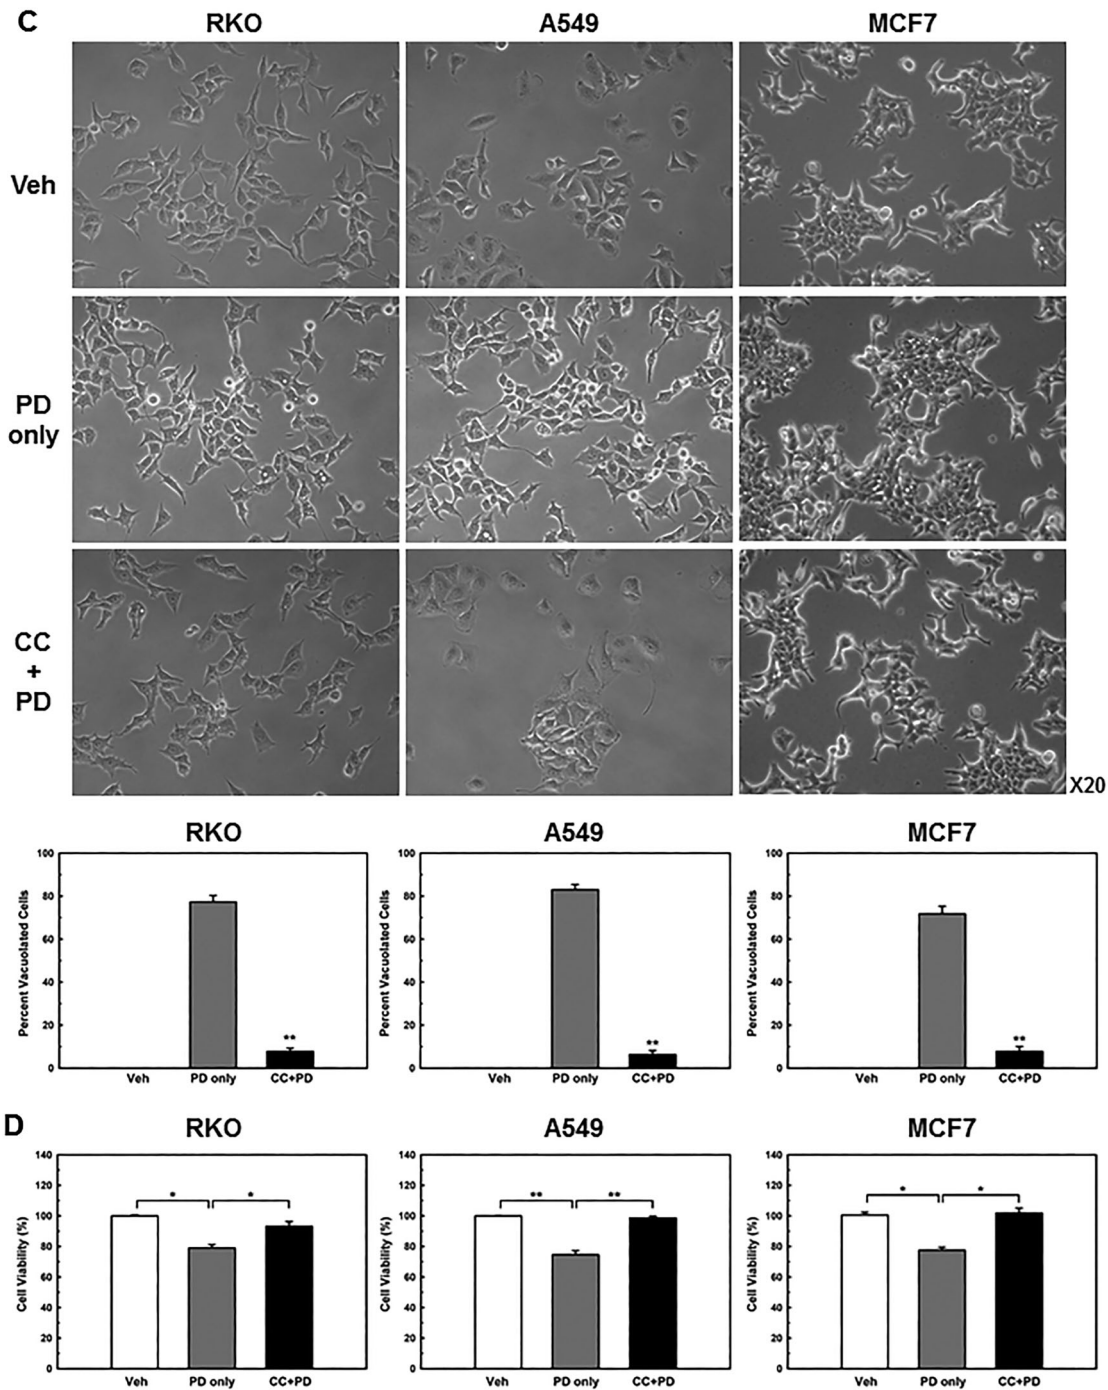 C
RKO A549 MCF7
Veh
PD
only
CC
+
PD
X20
RKO A549 MCF7
Percent Vacuolated Cells
100
80
60
40
20
0
**
Veh PD only CC+PD
Percent Vacuolated Cells
100
80
60
40
20
0
**
Veh PD only CC+PD
Percent Vacuolated Cells
100
80
60
40
20
0
**
Veh PD only CC+PD
D
RKO A549 MCF7
Cell Viability (%)
140
120
100
80
60
40
20
0
* *
Veh PD only CC+PD
Cell Viability (%)
140
120
100
80
60
40
20
0
** **
Veh PD only CC+PD
Cell Viability (%)
140
120
100
80
60
40
20
0
* *
Veh PD only CC+PD